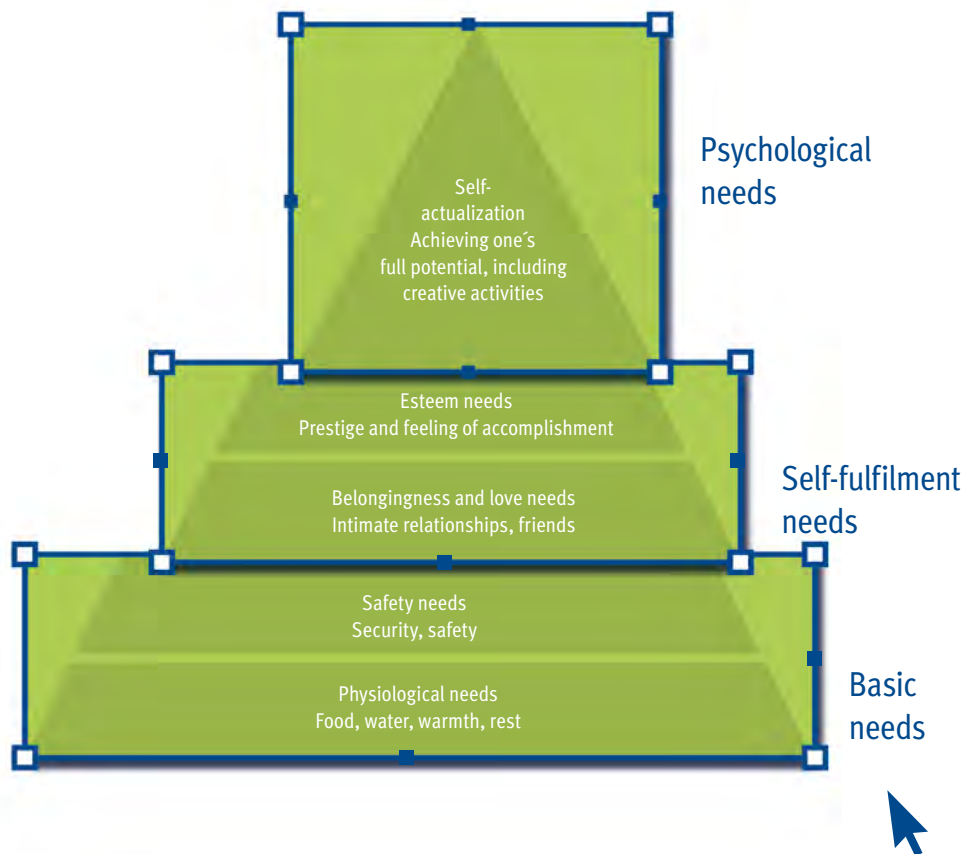 Psychological
needs
Self-
actualization
Achieving one´s
full potential, including
creative activities
Esteem needs
Prestige and feeling of accomplishment
Self-fulfilment
needs
Belongingness and love needs
Intimate relationships, friends
Safety needs
Security, safety
Basic
needs
Physiological needs
Food, water, warmth, rest